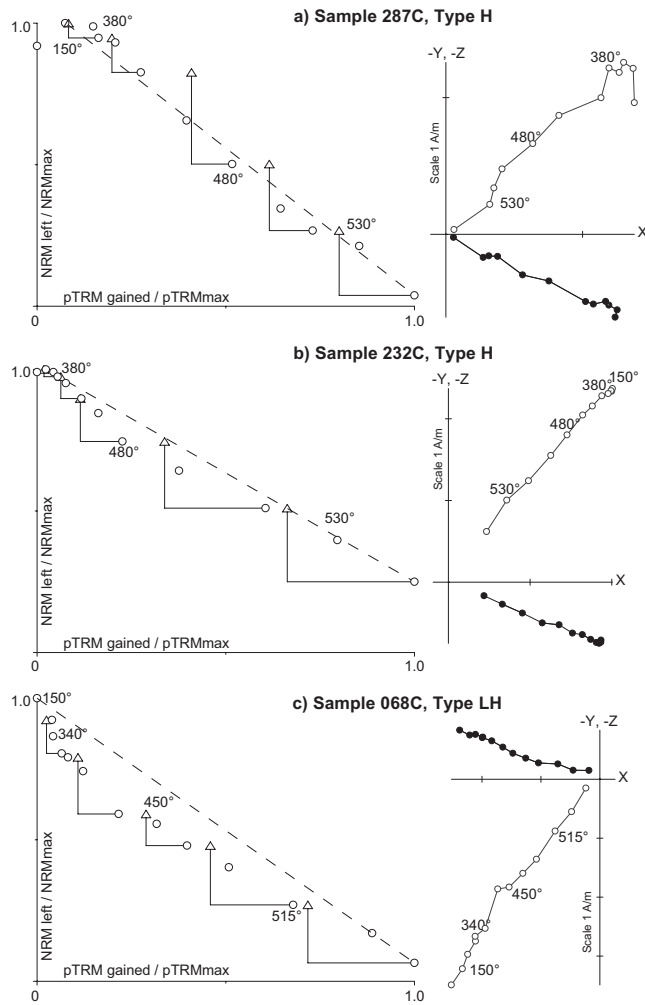 a) Sample 287C, Type H
1.0
380°
150°
480°
530°
NRM left / NRMmax
pTRM gained / pTRMmax
0
1.0
-Y, -Z
380°
480°
530°
Scale 1 A/m
X
b) Sample 232C, Type H
1.0
380°
480°
530°
NRM left / NRMmax
pTRM gained / pTRMmax
0
1.0
-Y, -Z
150°
380°
480°
530°
Scale 1 A/m
X
c) Sample 068C, Type LH
1.0
150°
340°
450°
515°
NRM left / NRMmax
pTRM gained / pTRMmax
0
1.0
-Y, -Z
X
515°
450°
340°
150°
Scale 1 A/m